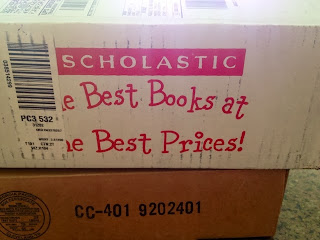 SCHOLASTIC
e Best Books at
PC3 532
e Best Prices!
CC-401 9202401